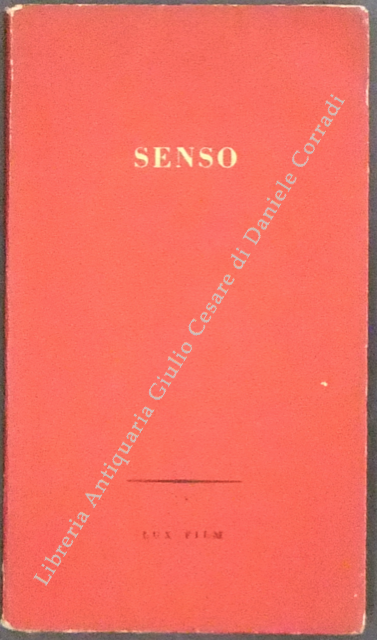 SENSO
Libreria Antiquaria Giulio Cesare di Daniele Corradi
LUX FILM